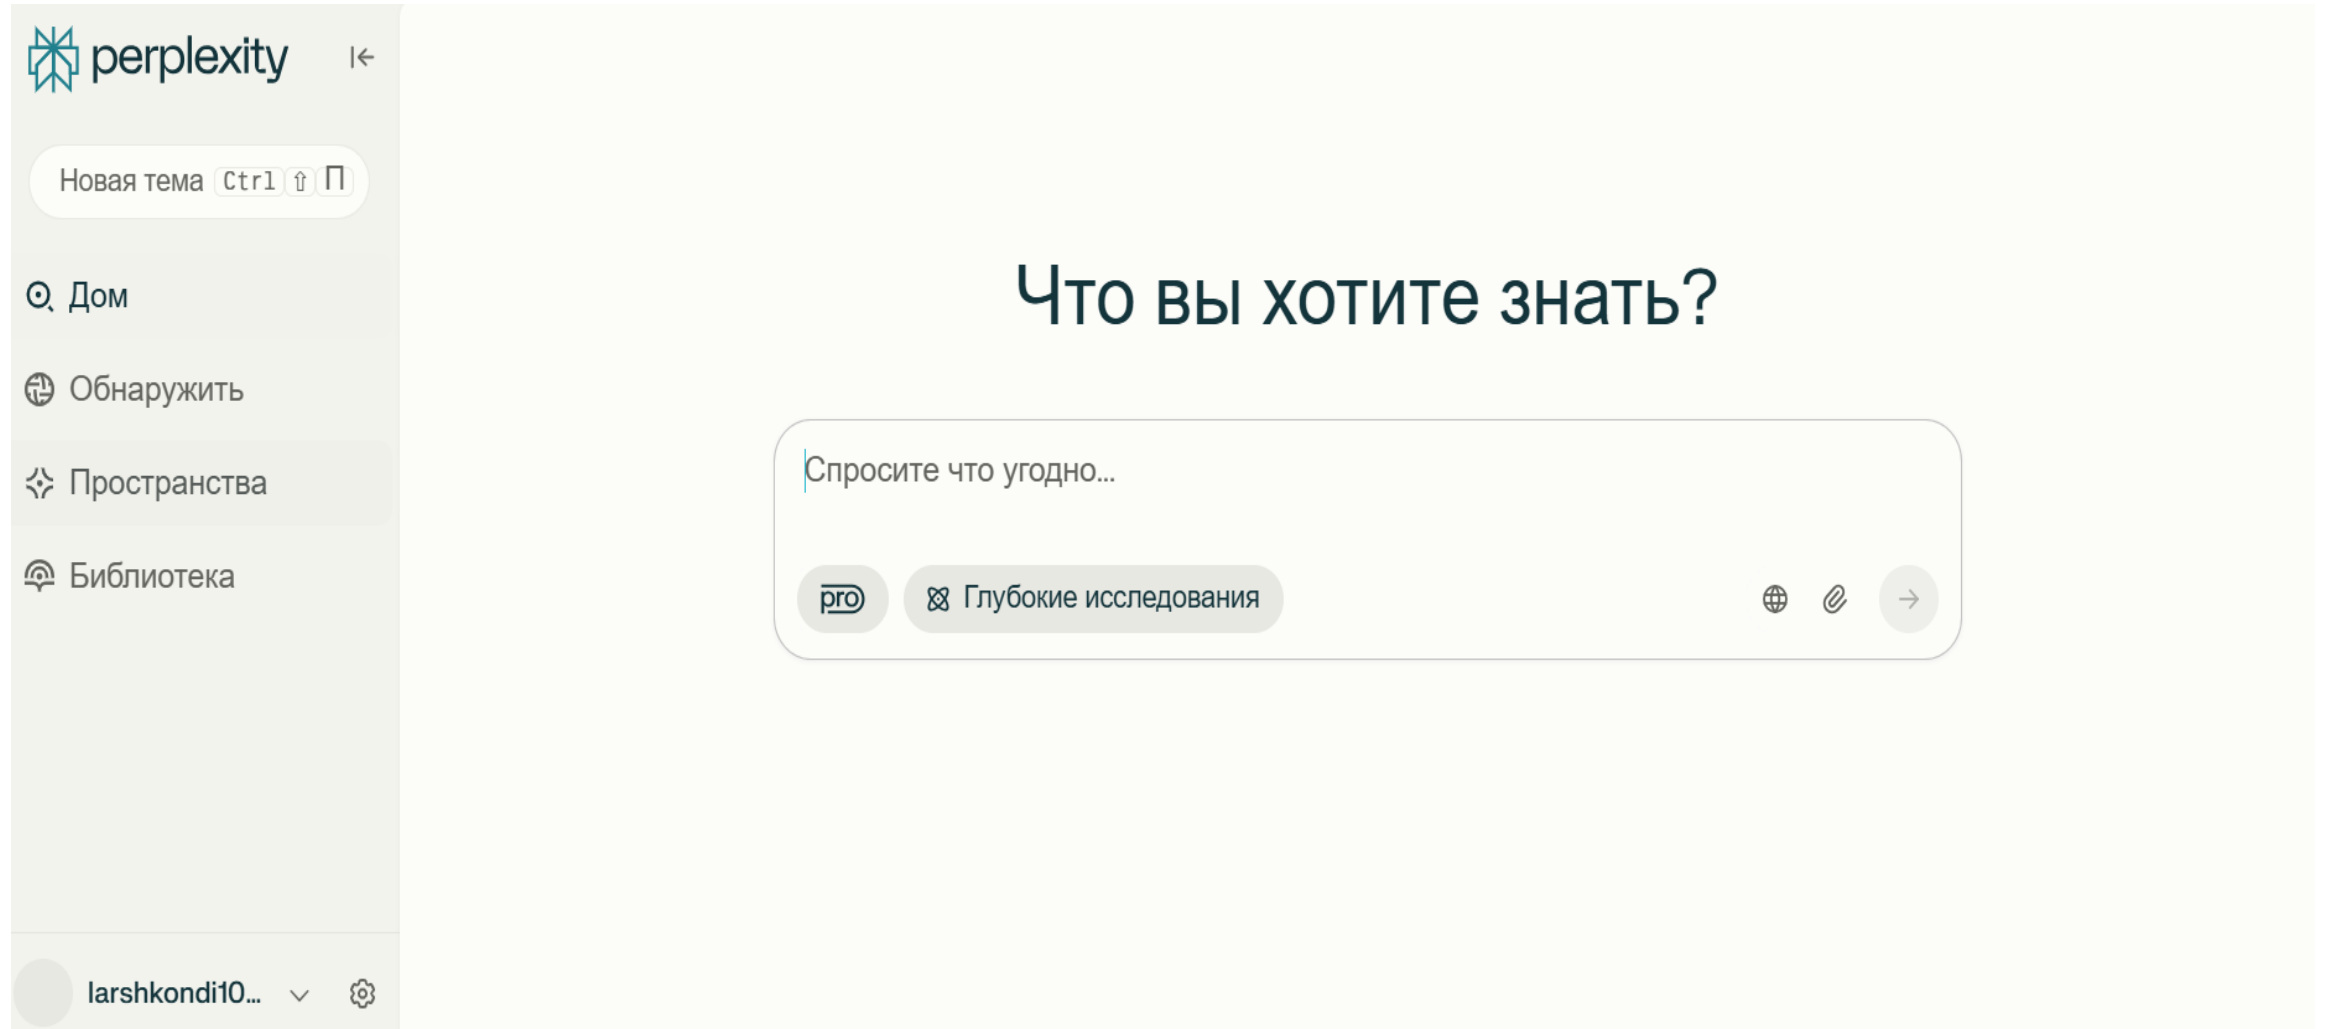 perplexity
Новая тема Ctrl ⇧ П
Дом
Обнаружить
Пространства
Библиотека
larshkondi10...
Что вы хотите знать?
Спросите что угодно...
pro Глубокие исследования